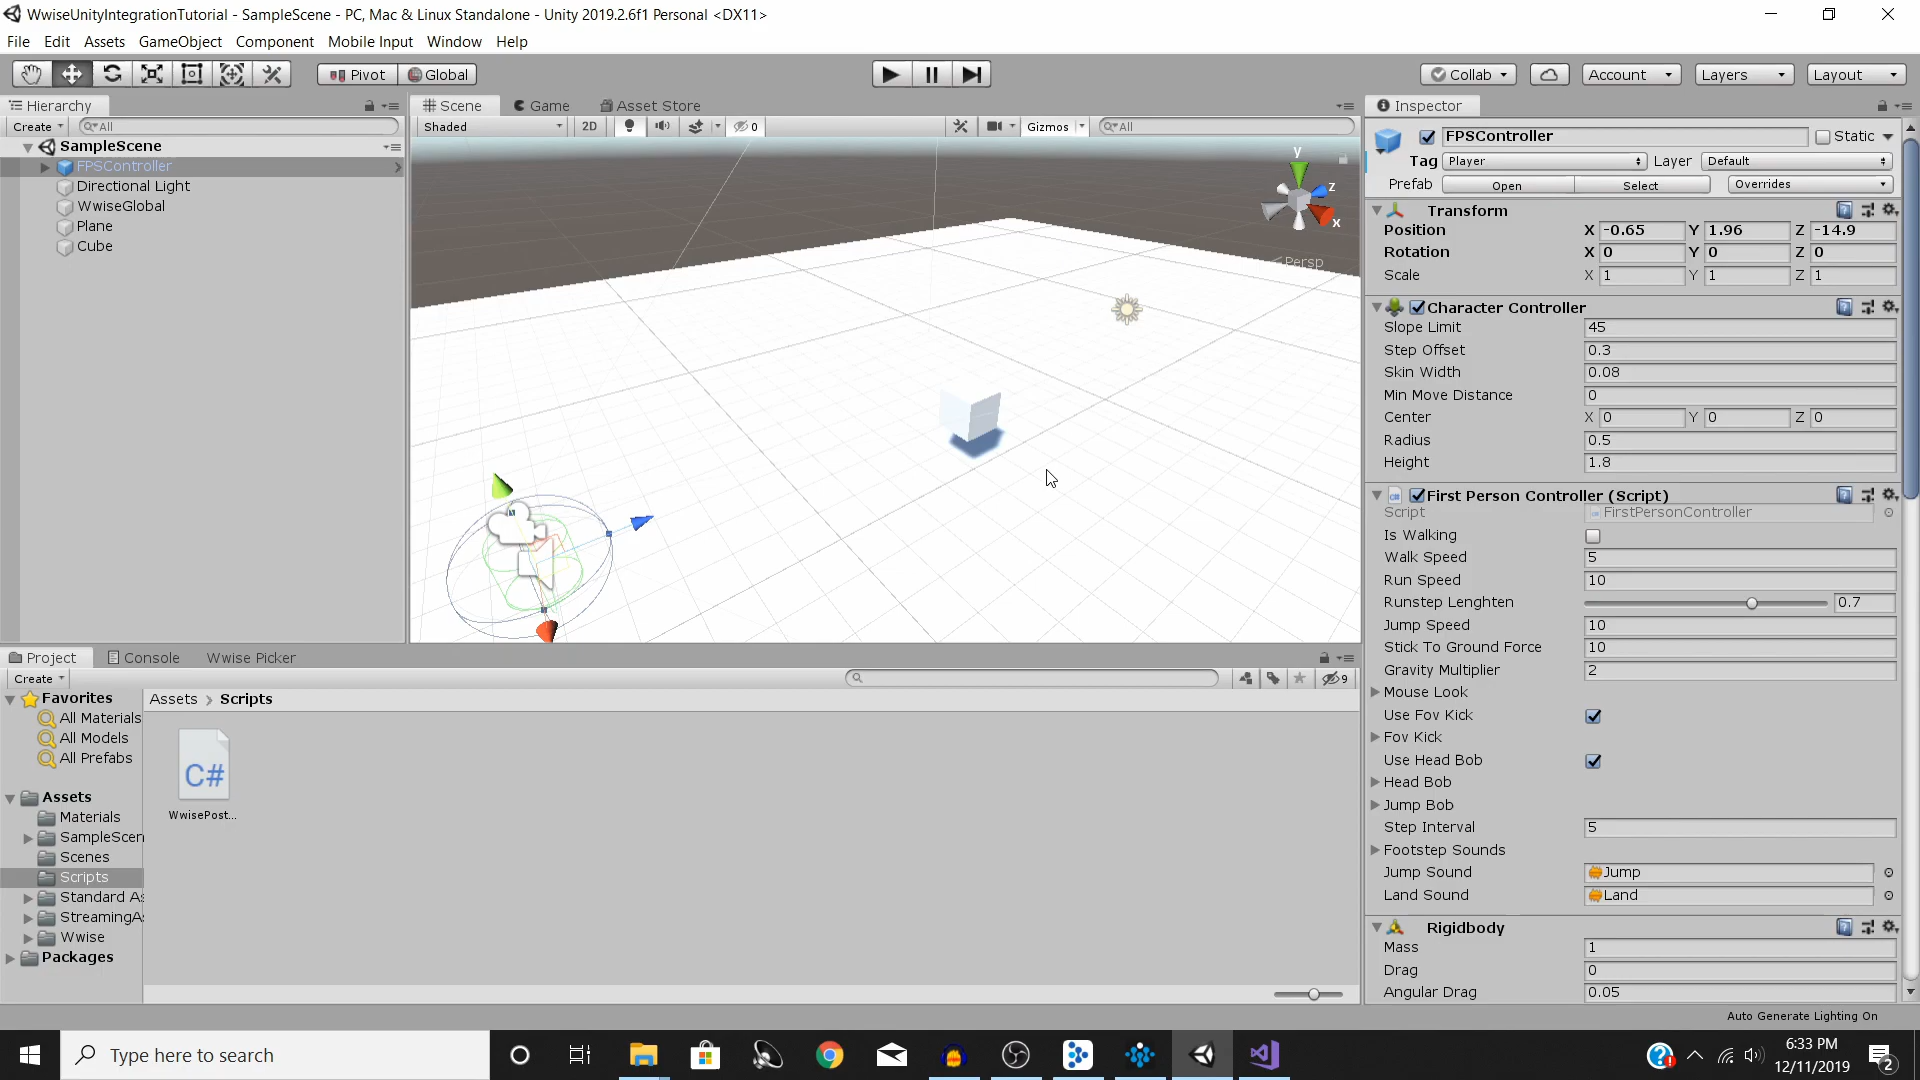 WwiseUnityIntegrationTutorial - SampleScene - PC, Mac & Linux Standalone - Unity 2019.2.6f1 Personal <DX11>
File Edit Assets GameObject Component Mobile Input Window Help
Pivot Global Collab Account Layers Layout
Hierarchy
Create All
SampleScene
FPSController
Directional Light
WwiseGlobal
Plane
Cube
Scene Game Asset Store
Shaded 2D 0 Gizmos All
y
z
x
Persp
Inspector
FPSController Static
Tag Player Layer Default
Prefab Open Select Overrides
Transform
Position X -0.65 Y 1.96 Z -14.9
Rotation X 0 Y 0 Z 0
Scale X 1 Y 1 Z 1
Character Controller
Slope Limit 45
Step Offset 0.3
Skin Width 0.08
Min Move Distance 0
Center X 0 Y 0 Z 0
Radius 0.5
Height 1.8
First Person Controller (Script)
Script FirstPersonController
Is Walking
Walk Speed 5
Run Speed 10
Runstep Lenghten 0.7
Jump Speed 10
Stick To Ground Force 10
Gravity Multiplier 2
Mouse Look
Use Fov Kick
Fov Kick
Use Head Bob
Head Bob
Jump Bob
Step Interval 5
Footstep Sounds
Jump Sound Jump
Land Sound Land
Rigidbody
Mass 1
Drag 0
Angular Drag 0.05
Project Console Wwise Picker
Create 9
Favorites
All Materials
All Models
All Prefabs
Assets
Materials
SampleScen
Scenes
Scripts
Standard As
StreamingAs
Wwise
Packages
Assets > Scripts
C#
WwisePost...
Auto Generate Lighting On
Type here to search
6:33 PM
12/11/2019
2